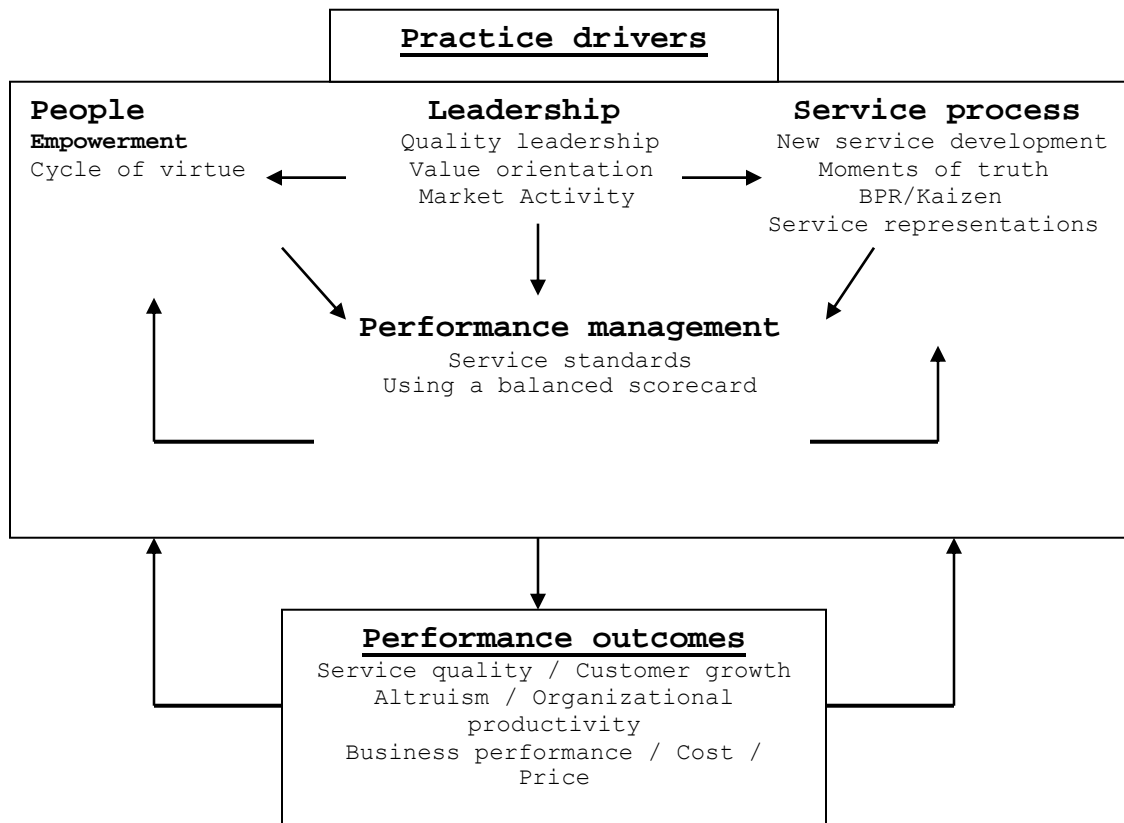 Practice drivers
People
Empowerment
Cycle of virtue
Leadership
Quality leadership
Value orientation
Market Activity
Service process
New service development
Moments of truth
BPR/Kaizen
Service representations
Performance management
Service standards
Using a balanced scorecard
Performance outcomes
Service quality / Customer growth
Altruism / Organizational
productivity
Business performance / Cost /
Price